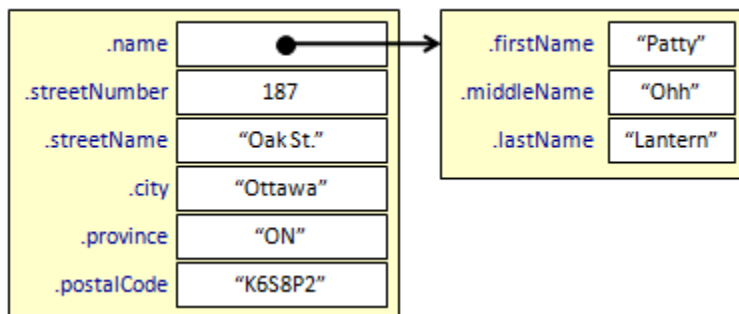 .name
.streetNumber 187
.streetName “Oak St.”
.city “Ottawa”
.province “ON”
.postalCode “K6S8P2”
.firstName “Patty”
.middleName “Ohh”
.lastName “Lantern”